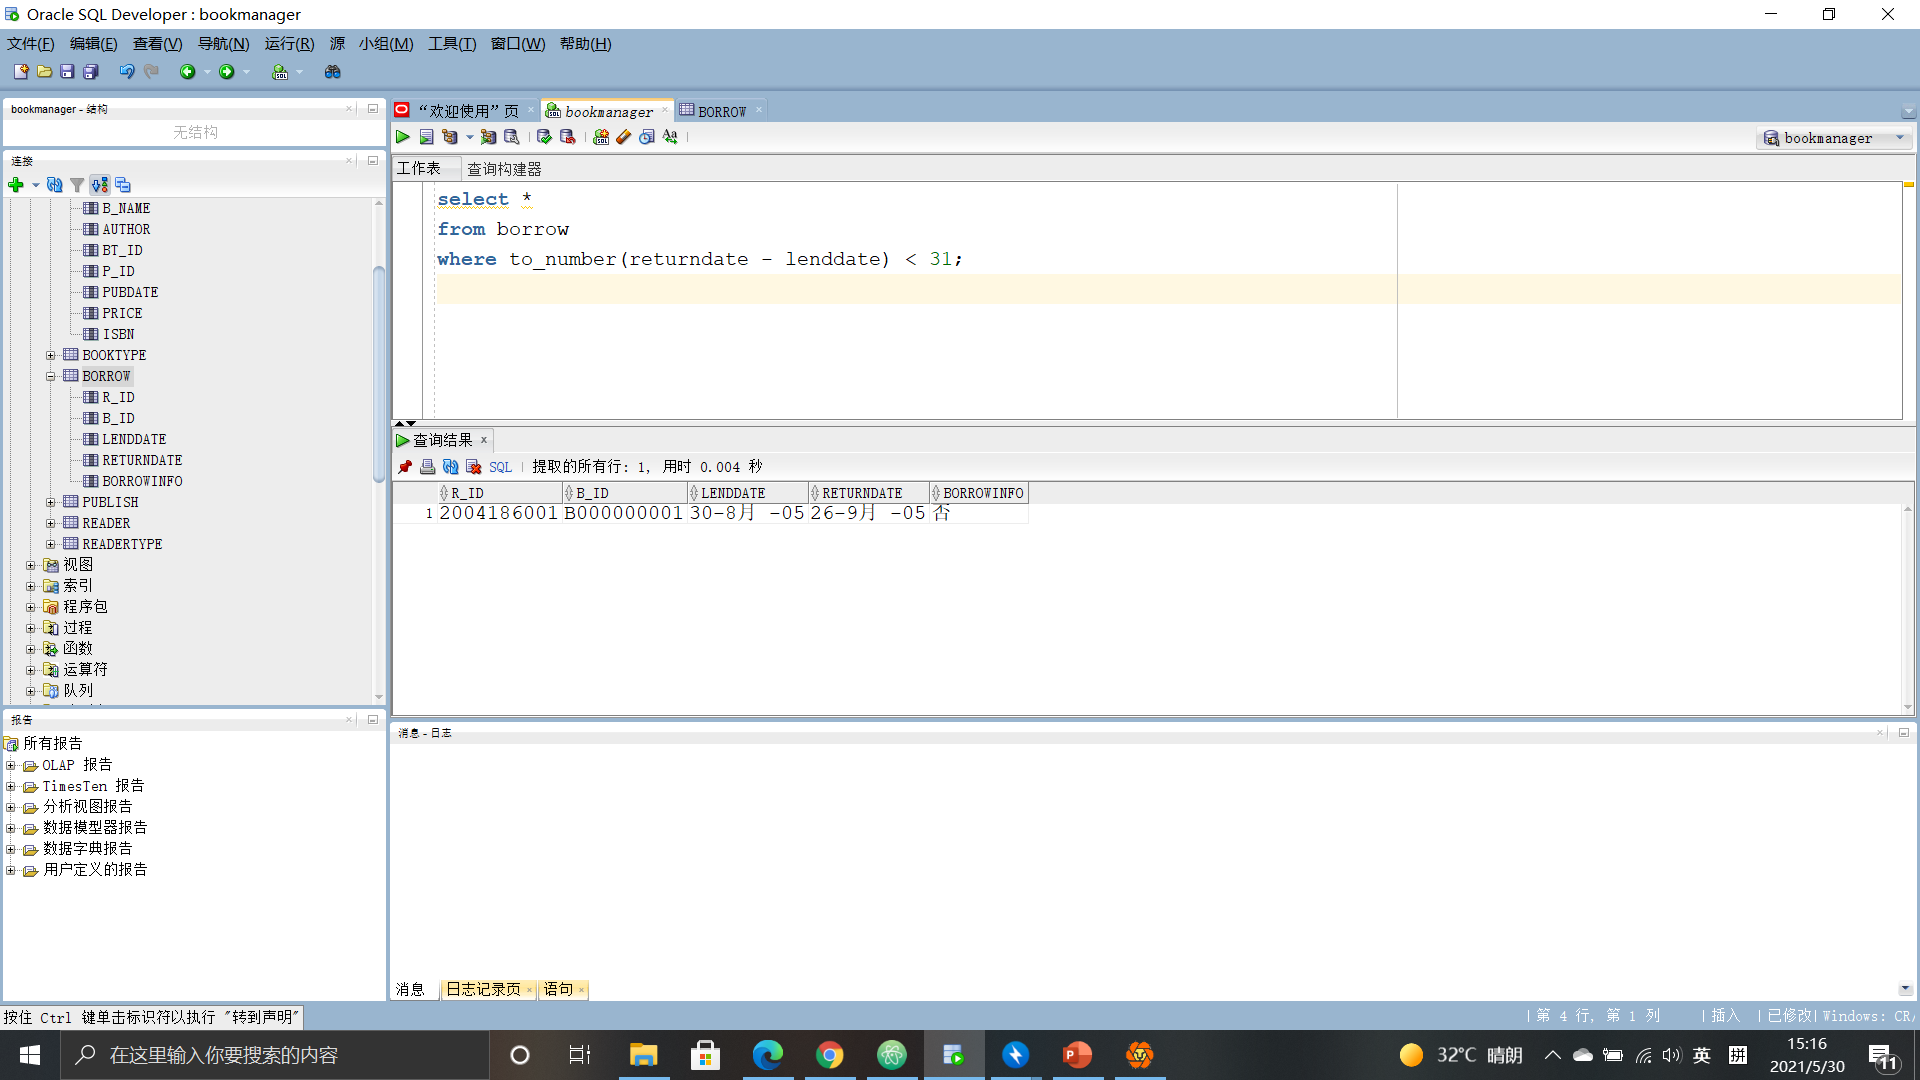 Oracle SQL Developer : bookmanager
文件(F) 编辑(E) 查看(V) 导航(N) 运行(R) 源 小组(M) 工具(T) 窗口(W) 帮助(H)
bookmanager - 结构
无结构
连接
B_NAME
AUTHOR
BT_ID
P_ID
PUBDATE
PRICE
ISBN
BOOKTYPE
BORROW
R_ID
B_ID
LENDDATE
RETURNDATE
BORROWINFO
PUBLISH
READER
READERTYPE
视图
索引
程序包
过程
函数
运算符
队列
报告
所有报告
OLAP 报告
TimesTen 报告
分析视图报告
数据模型器报告
数据字典报告
用户定义的报告
“欢迎使用”页 bookmanager BORROW
bookmanager
工作表 查询构建器
select *
from borrow
where to_number(returndate - lenddate) < 31;
查询结果
SQL 提取的所有行: 1, 用时 0.004 秒
R_ID B_ID LENDDATE RETURNDATE BORROWINFO
1 2004186001 B000000001 30-8月 -05 26-9月 -05 否
消息 - 日志
消息 日志记录页 语句
按住 Ctrl 键单击标识符以执行 "转到声明"
第 4 行, 第 1 列 插入 已修改 Windows: CR/
在这里输入你要搜索的内容
32°C 晴朗
英
拼
15:16
2021/5/30
11